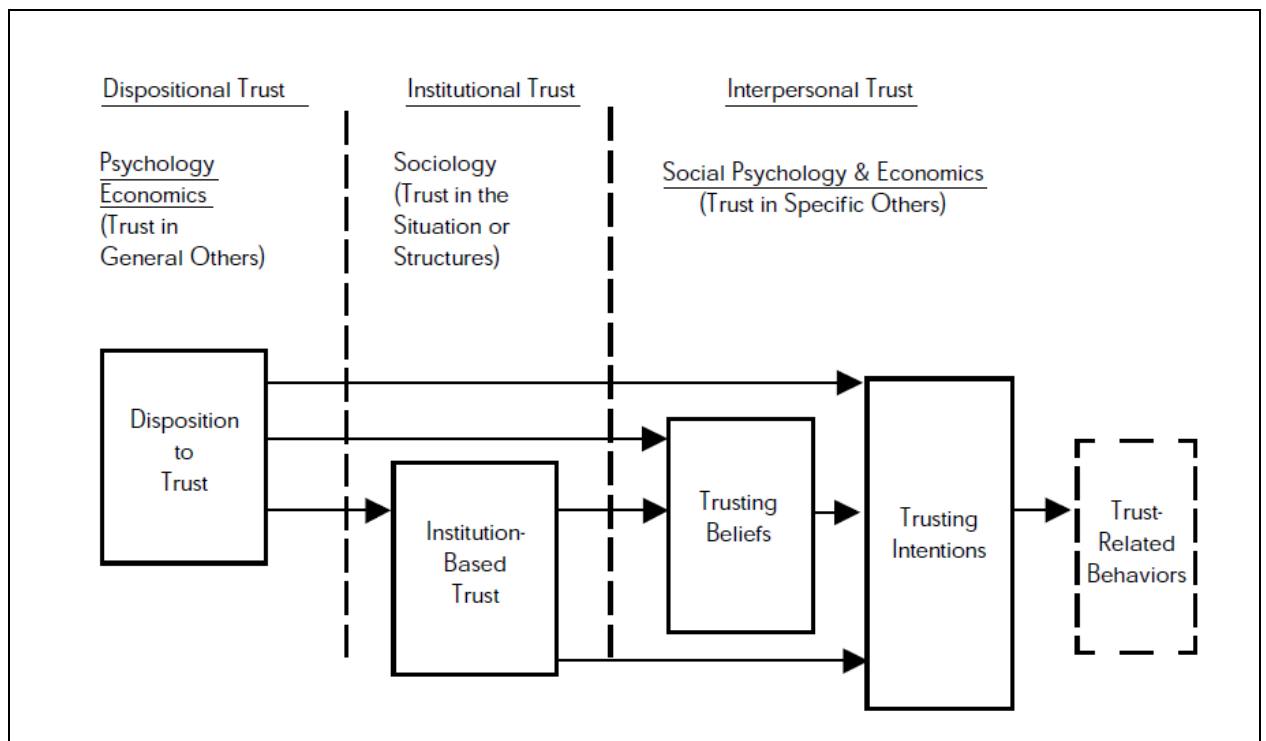 Dispositional Trust
Institutional Trust
Interpersonal Trust
Psychology
Economics
(Trust in
General Others)
Sociology
(Trust in the
Situation or
Structures)
Social Psychology & Economics
(Trust in Specific Others)
Disposition
to
Trust
Institution-
Based
Trust
Trusting
Beliefs
Trusting
Intentions
Trust-
Related
Behaviors